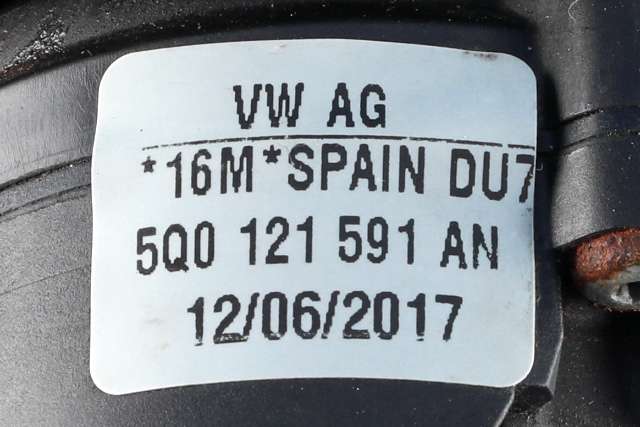 VW AG
*16M*SPAIN DU7
5Q0 121 591 AN
12/06/2017